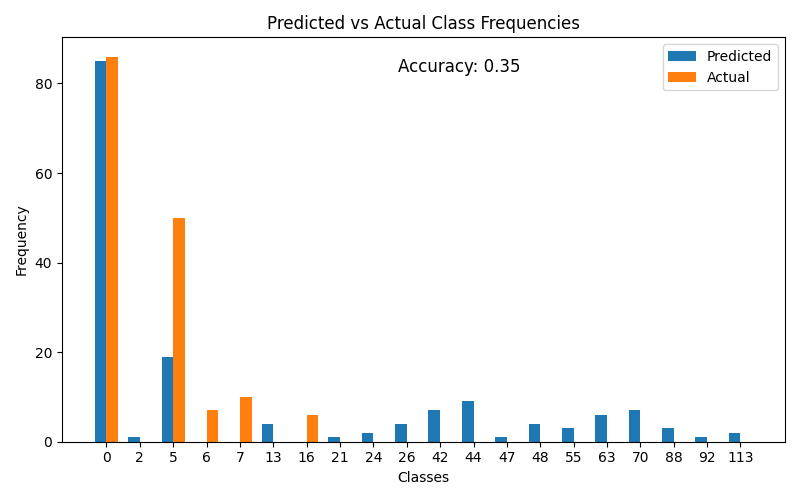 Predicted vs Actual Class Frequencies
Accuracy: 0.35
Predicted
Actual
Frequency
80
60
40
20
0
0 2 5 6 7 13 16 21 24 26 42 44 47 48 55 63 70 88 92 113
Classes